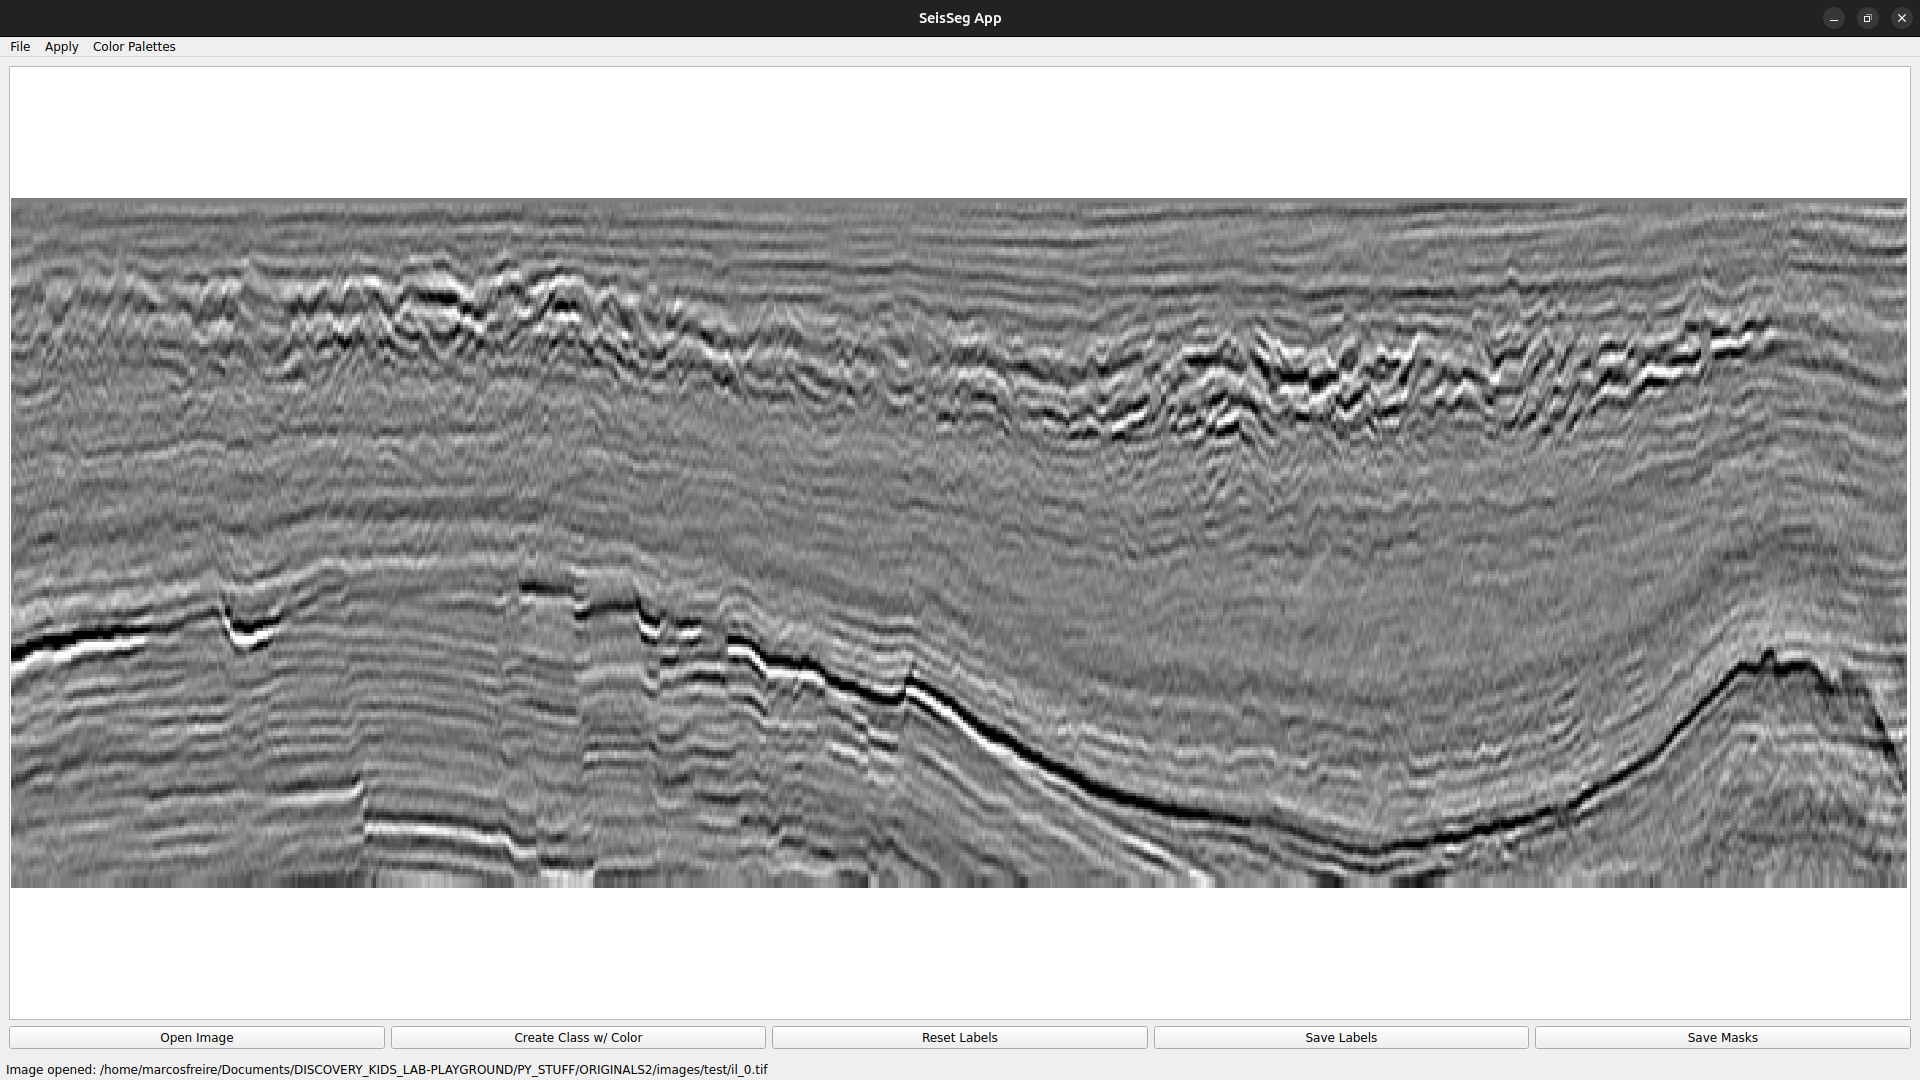 SeisSeg App
File Apply Color Palettes
Open Image Create Class w/ Color Reset Labels Save Labels Save Masks
Image opened: /home/marcosfreire/Documents/DISCOVERY_KIDS_LAB-PLAYGROUND/PY_STUFF/ORIGINALS2/images/test/il_0.tif